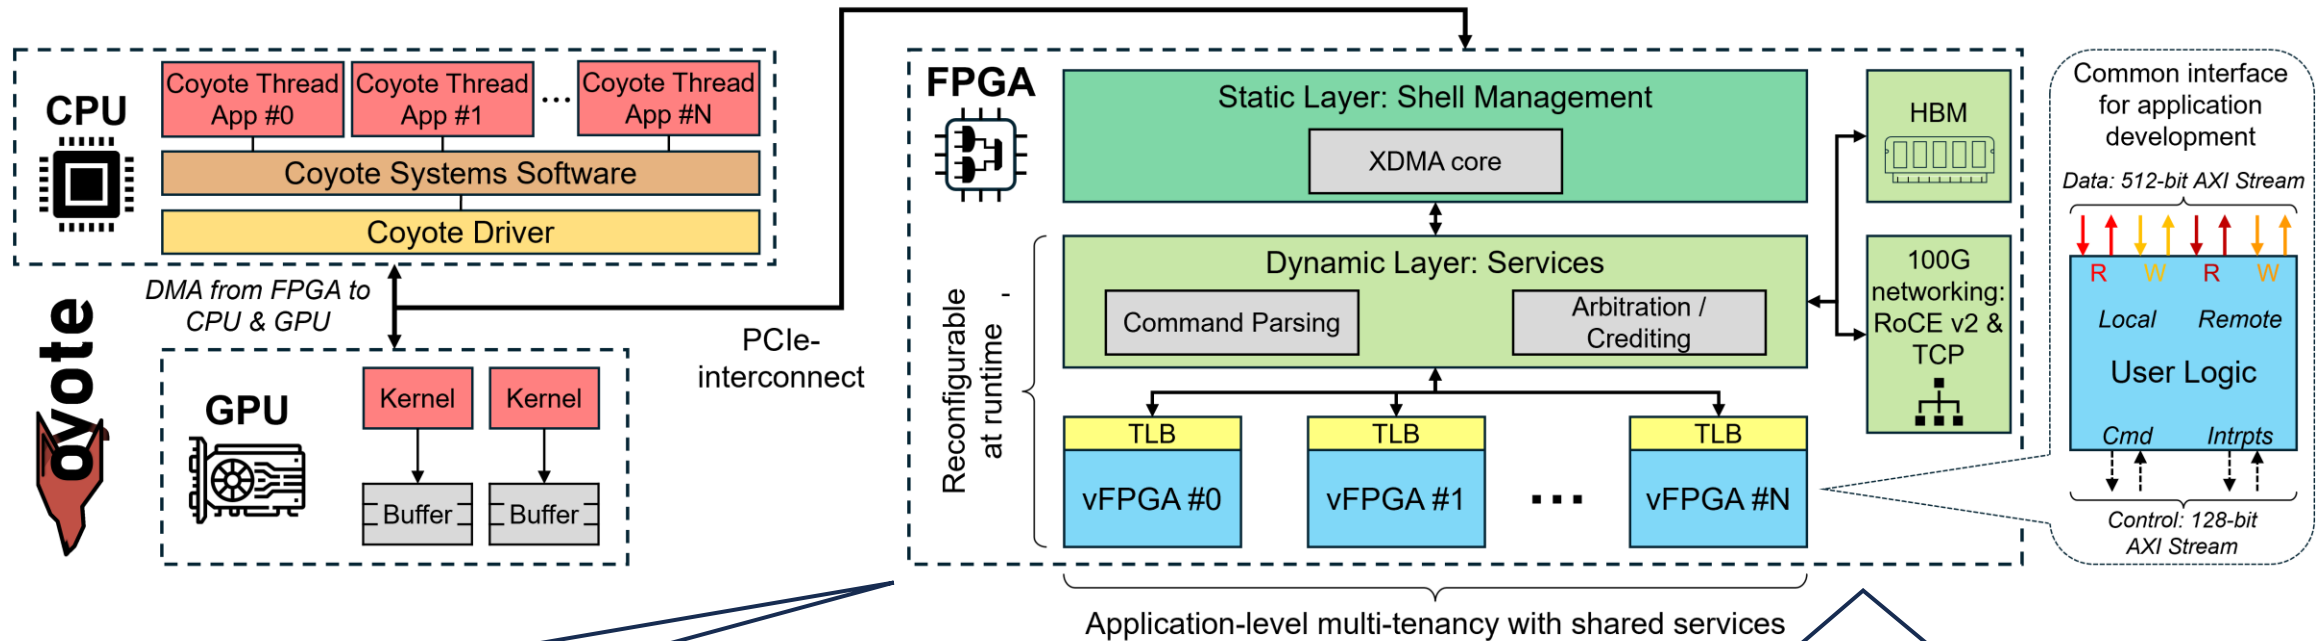 CPU
Coyote Thread
App #0
Coyote Thread
App #1
...
Coyote Thread
App #N
Coyote Systems Software
Coyote Driver
DMA from FPGA to
CPU & GPU
oyote
GPU
Kernel
Kernel
Buffer
Buffer
PCIe-
interconnect
FPGA
Static Layer: Shell Management
XDMA core
Reconfigurable
at runtime -
Dynamic Layer: Services
Command Parsing
Arbitration /
Crediting
TLB
TLB
TLB
vFPGA #0
vFPGA #1
...
vFPGA #N
HBM
100G
networking:
RoCE v2 &
TCP
Application-level multi-tenancy with shared services
Common interface
for application
development
Data: 512-bit AXI Stream
R W R W
Local Remote
User Logic
Cmd Intrpts
Control: 128-bit
AXI Stream